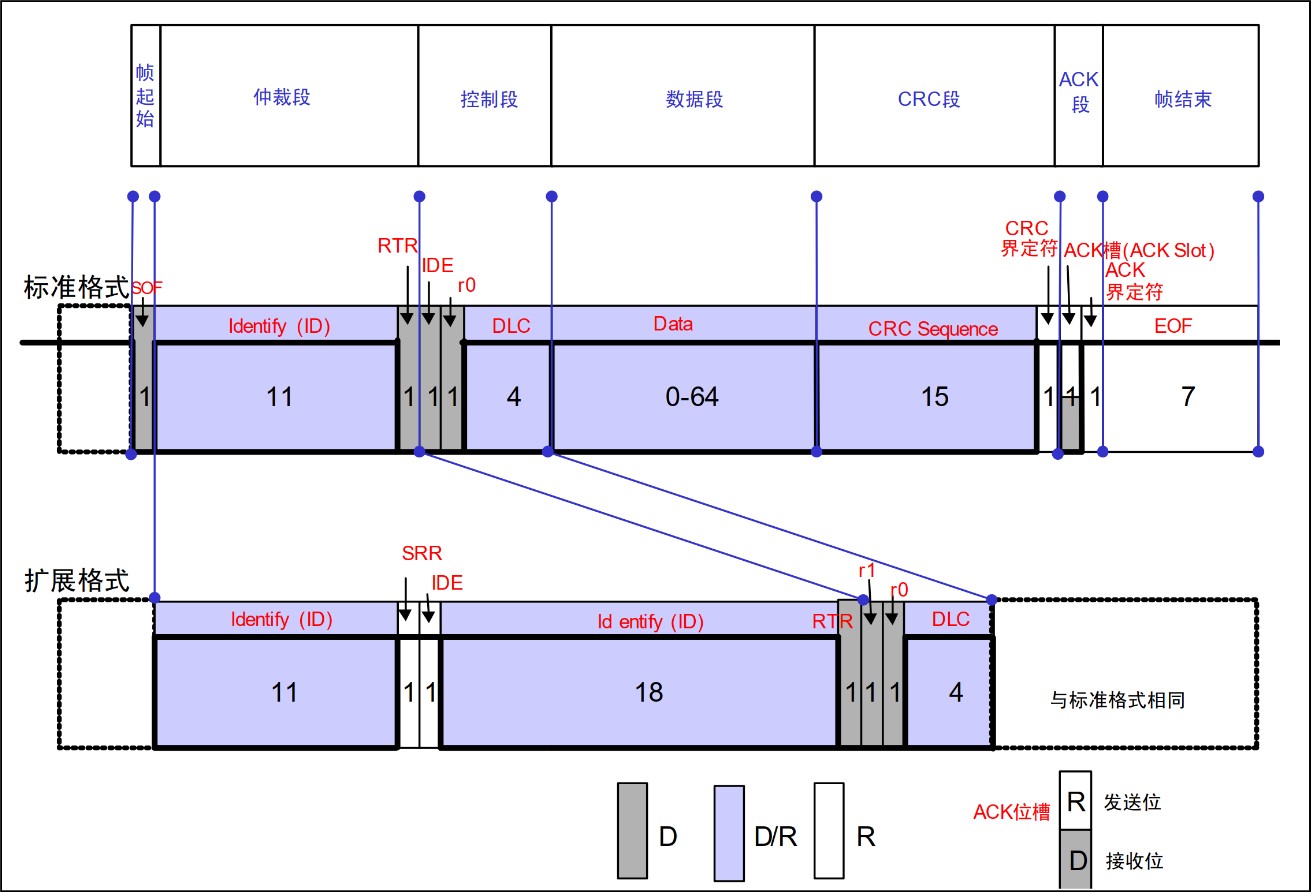 帧起始
仲裁段
控制段
数据段
CRC段
ACK段
帧结束
标准格式
SOF
RTR
IDE
r0
CRC
界定符
ACK槽(ACK Slot)
ACK
界定符
Identify (ID)
DLC
Data
CRC Sequence
EOF
1
11
1
1
1
4
0-64
15
1
1
1
7
扩展格式
SRR
IDE
r1
r0
Identify (ID)
Id entify (ID)
RTR
DLC
11
1
1
18
1
1
1
4
与标准格式相同
D
D/R
R
ACK位槽
R
发送位
D
接收位